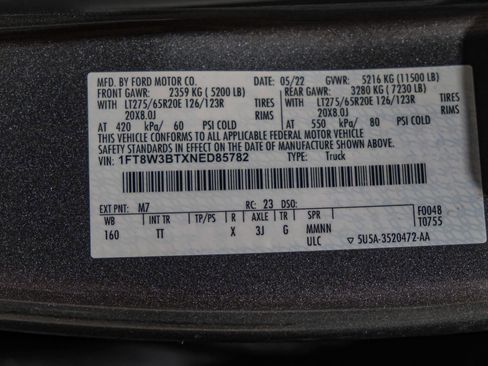 MFD. BY FORD MOTOR CO. 05/22 GVWR: 5216 KG (11500 LB)
FRONT GAWR: 2359 KG (5200 LB) REAR GAWR: 3280 KG (7230 LB)
LT275/65R20E 126/123R TIRES LT275/65R20E 126/123R TIRES
20X8.0J RIMS 20X8.0J RIMS
AT 420 kPa/ 60 PSI COLD AT 550 kPa/ 80 PSI COLD
THIS VEHICLE CONFORMS TO ALL APPLICABLE FEDERAL MOTOR VEHICLE
SAFETY STANDARDS IN EFFECT ON THE DATE OF MANUFACTURE SHOWN ABOVE.
VIN: 1FT8W3BTXNED85782 TYPE: Truck
EXT PNT: M7 RC: 23 DSO: F0048
WB INT TR TP/PS R AXLE TR SPR T0755
160 TT X 3J G MMNN
ULC ▽ 5U5A-3520472-AA